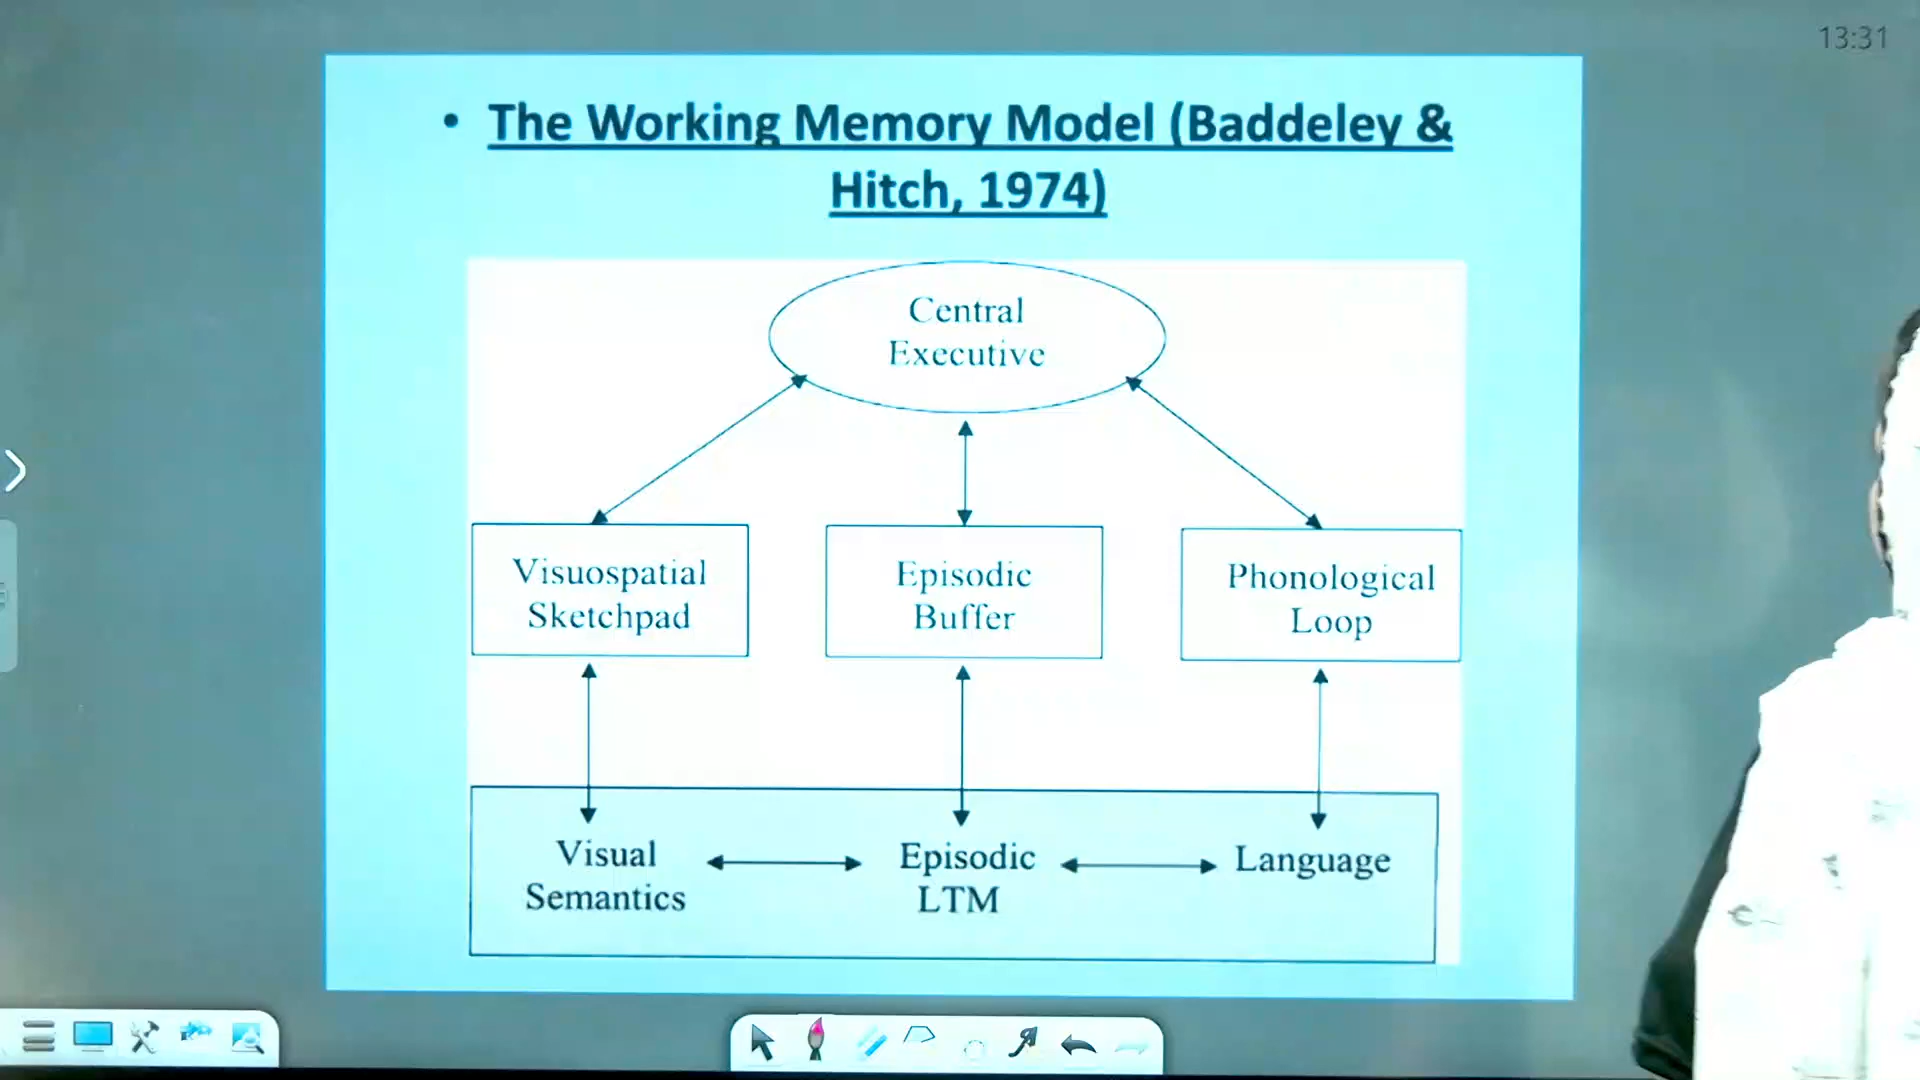 13:31
• The Working Memory Model (Baddeley &
Hitch, 1974)
Central
Executive
Visuospatial
Sketchpad
Episodic
Buffer
Phonological
Loop
Visual
Semantics
Episodic
LTM
Language